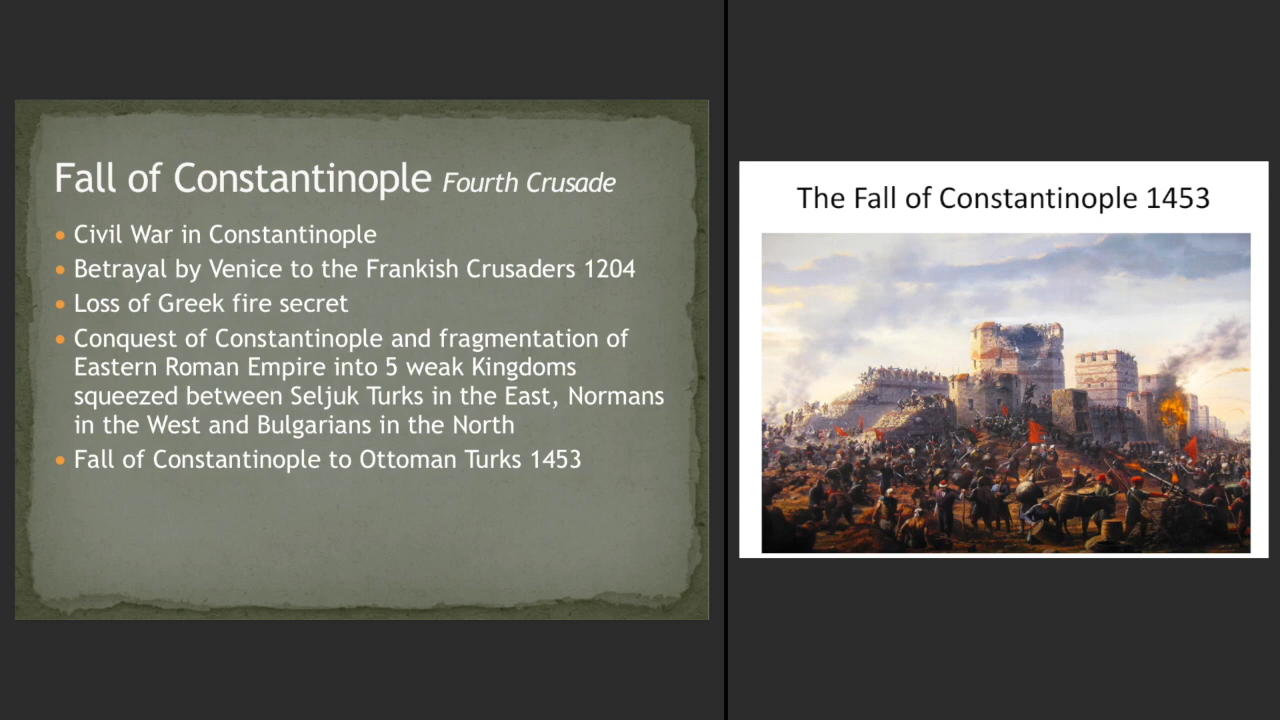 Fall of Constantinople Fourth Crusade
• Civil War in Constantinople
• Betrayal by Venice to the Frankish Crusaders 1204
• Loss of Greek fire secret
• Conquest of Constantinople and fragmentation of
Eastern Roman Empire into 5 weak Kingdoms
squeezed between Seljuk Turks in the East, Normans
in the West and Bulgarians in the North
• Fall of Constantinople to Ottoman Turks 1453
The Fall of Constantinople 1453